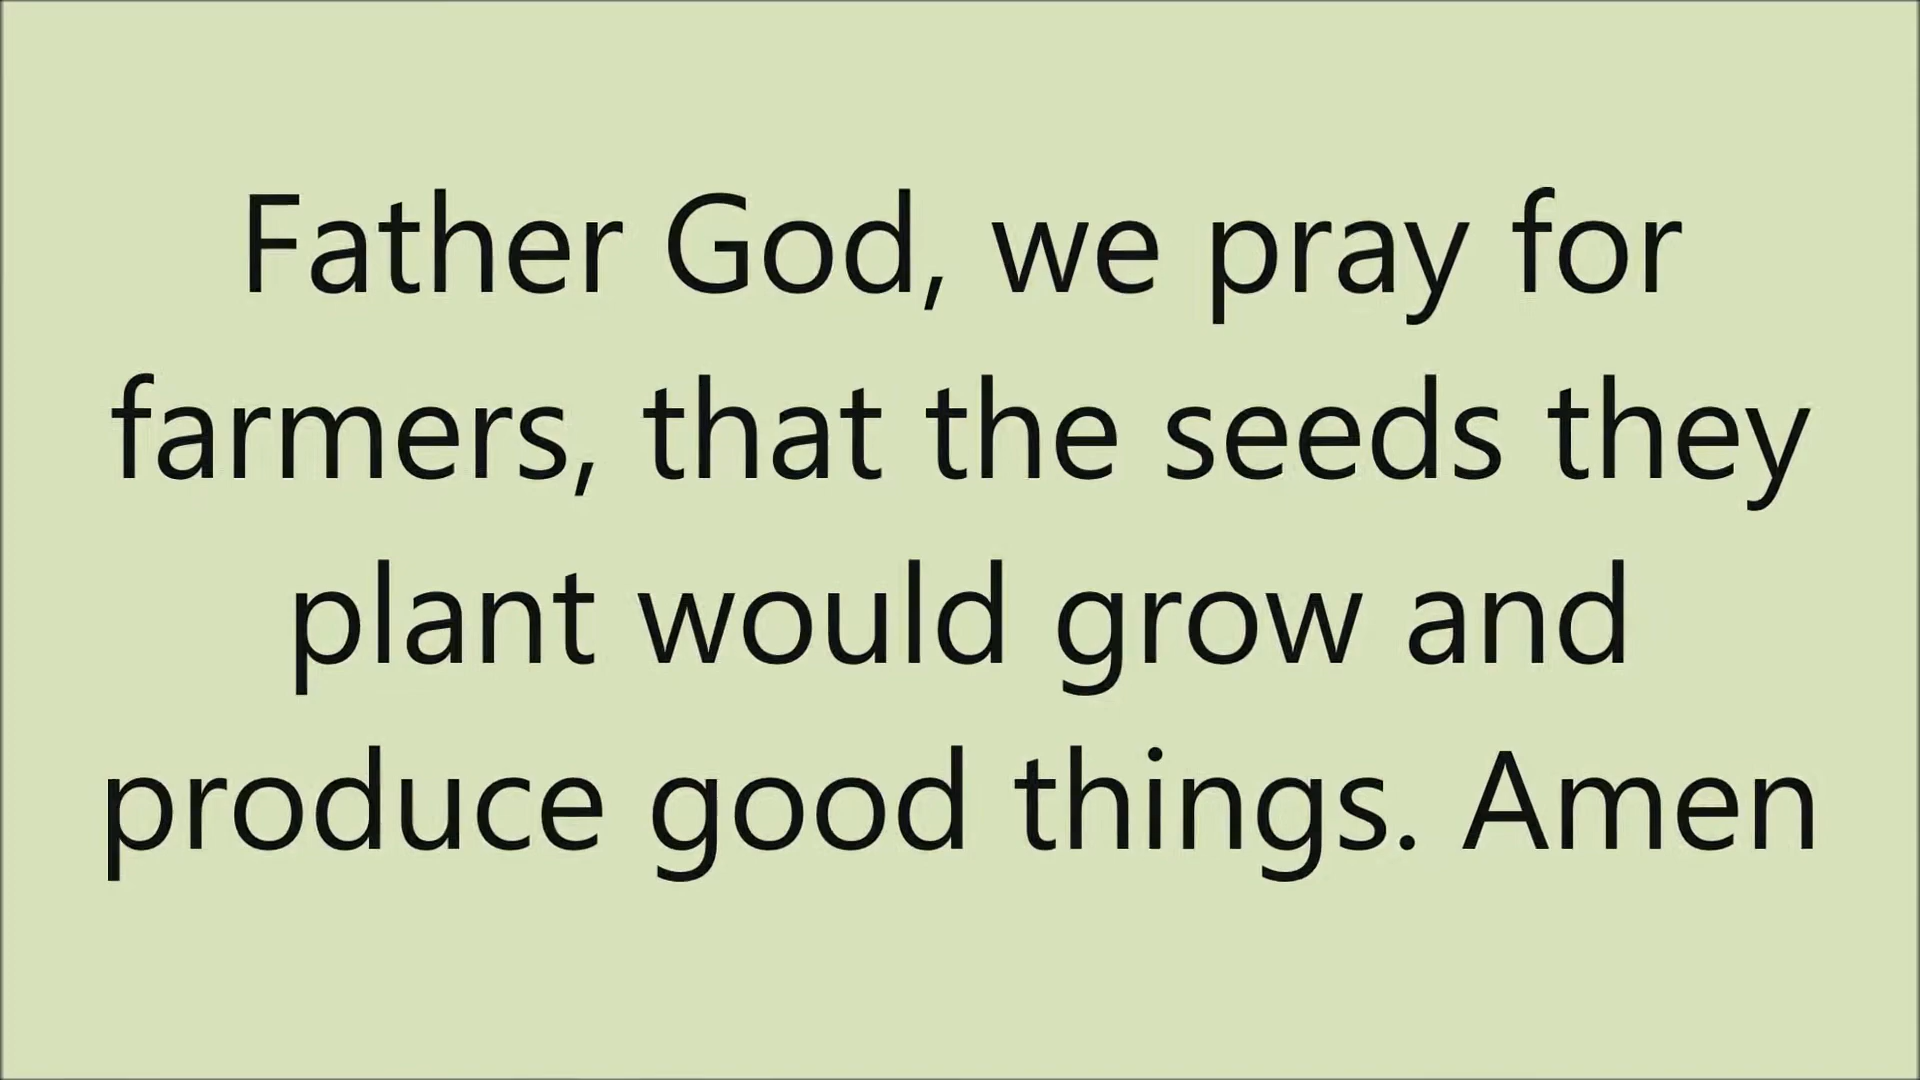 Father God, we pray for
farmers, that the seeds they
plant would grow and
produce good things. Amen